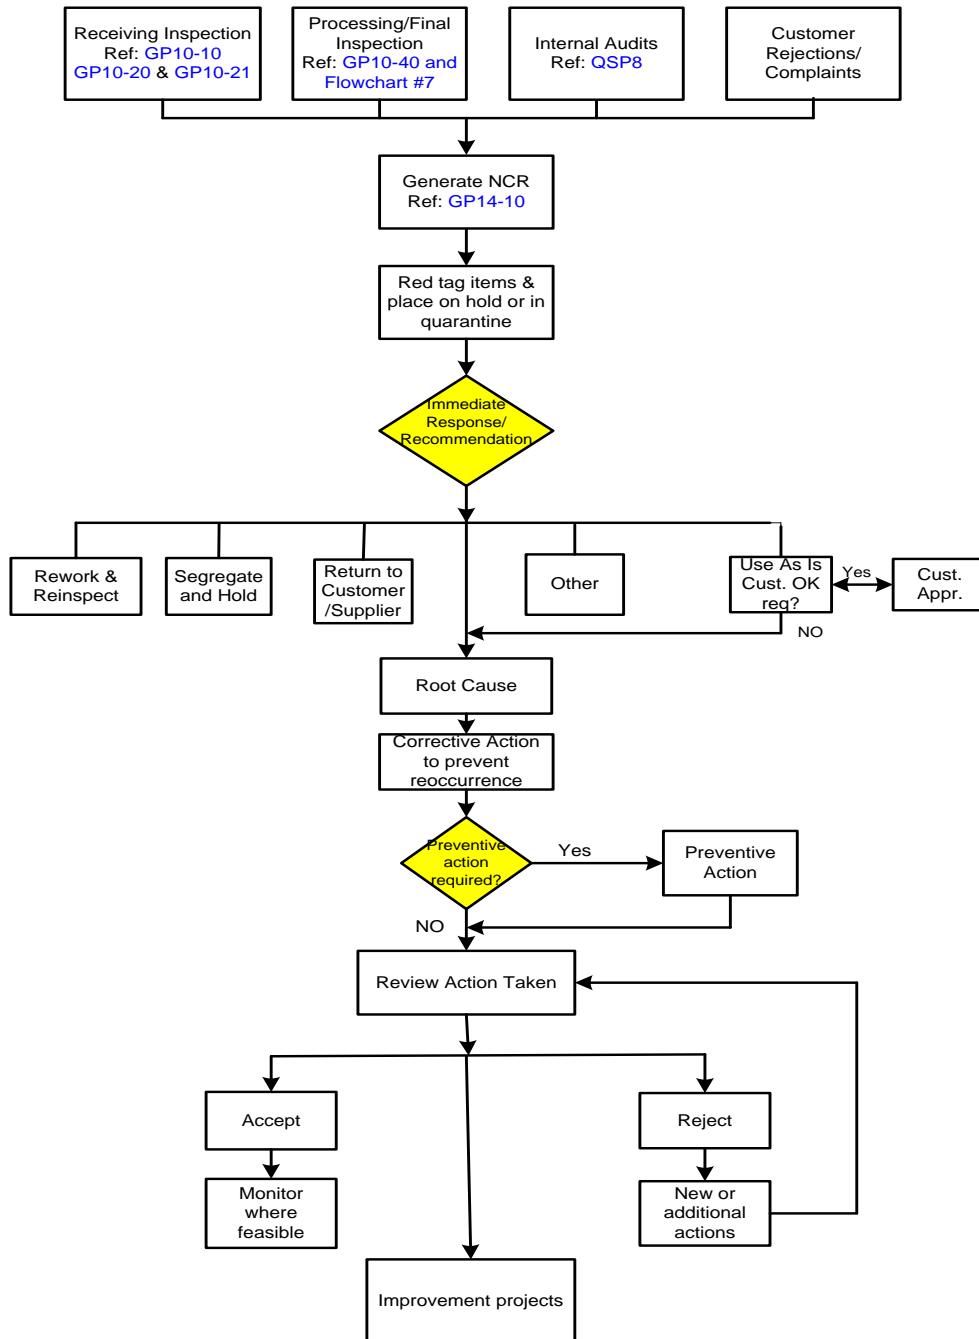 Receiving Inspection
Ref: GP10-10
GP10-20 & GP10-21
Processing/Final
Inspection
Ref: GP10-40 and
Flowchart #7
Internal Audits
Ref: QSP8
Customer
Rejections/
Complaints
Generate NCR
Ref: GP14-10
Red tag items &
place on hold or in
quarantine
Immediate
Response/
Recommendation
Rework &
Reinspect
Segregate
and Hold
Return to
Customer
/Supplier
Other
Use As Is
Cust. OK
req?
Yes
Cust.
Appr.
NO
Root Cause
Corrective Action
to prevent
reoccurrence
Preventive
action
required?
Yes
Preventive
Action
NO
Review Action Taken
Accept
Reject
Monitor
where
feasible
New or
additional
actions
Improvement projects